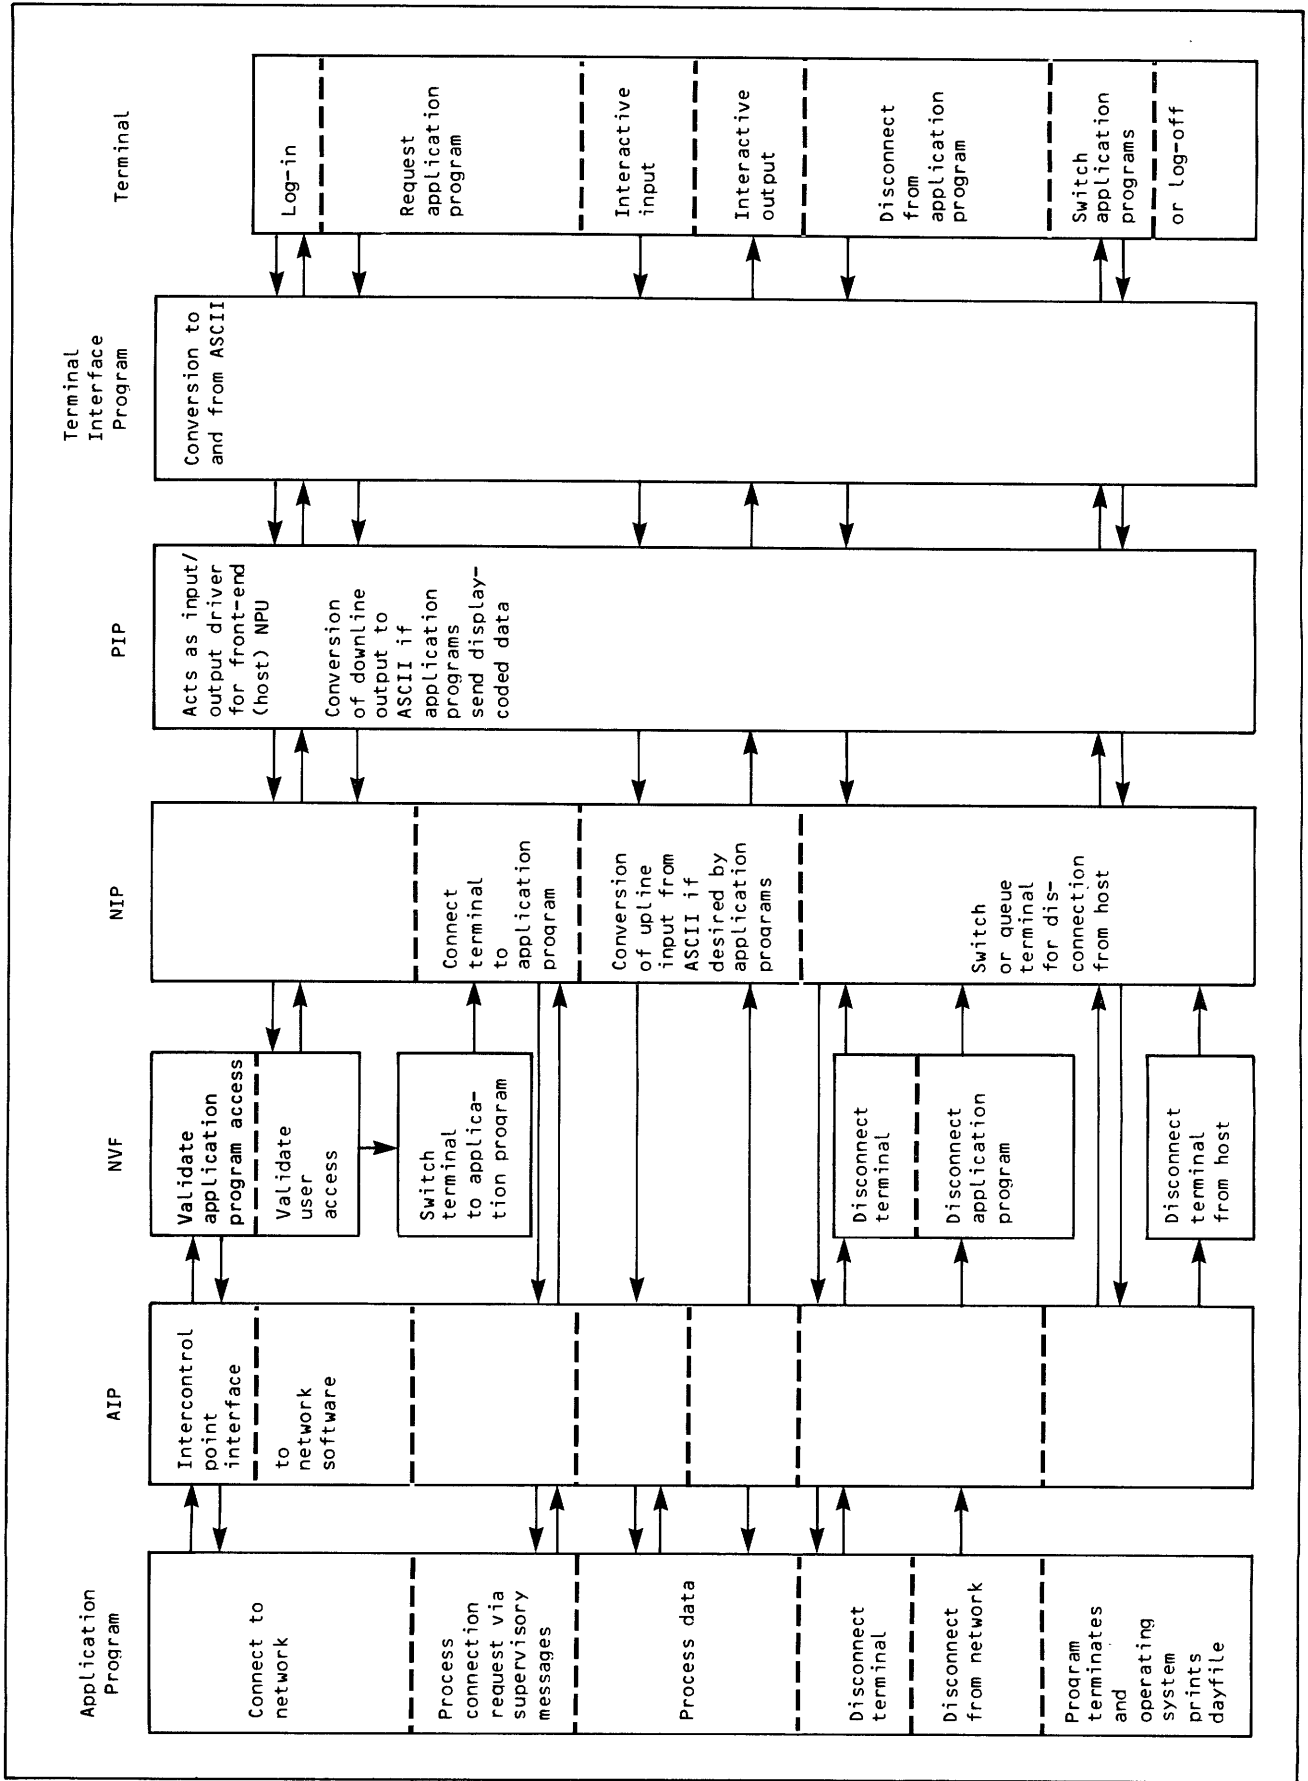 Application
Program
AIP
NVF
NIP
PIP
Terminal
Interface
Program
Terminal
Connect to
network
Process
connection
request via
supervisory
messages
Process data
Disconnect
terminal
Disconnect
from network
Program
terminates
and
operating
system
prints
dayfile
Intercontrol
point
interface
to
network
software
Validate
application
program access
Validate
user
access
Switch
terminal
to applica-
tion program
Disconnect
terminal
Disconnect
application
program
Disconnect
terminal
from host
Connect
terminal
to
application
program
Conversion
of upline
input from
ASCII if
desired by
application
programs
Switch
or queue
terminal
for dis-
connection
from host
Acts as input/
output driver
for front-end
(host) NPU
Conversion
of downline
output to
ASCII if
application
programs
send display-
coded data
Conversion to
and from ASCII
Log-in
Request
application
program
Interactive
input
Interactive
output
Disconnect
from
application
program
Switch
application
programs
or log-off